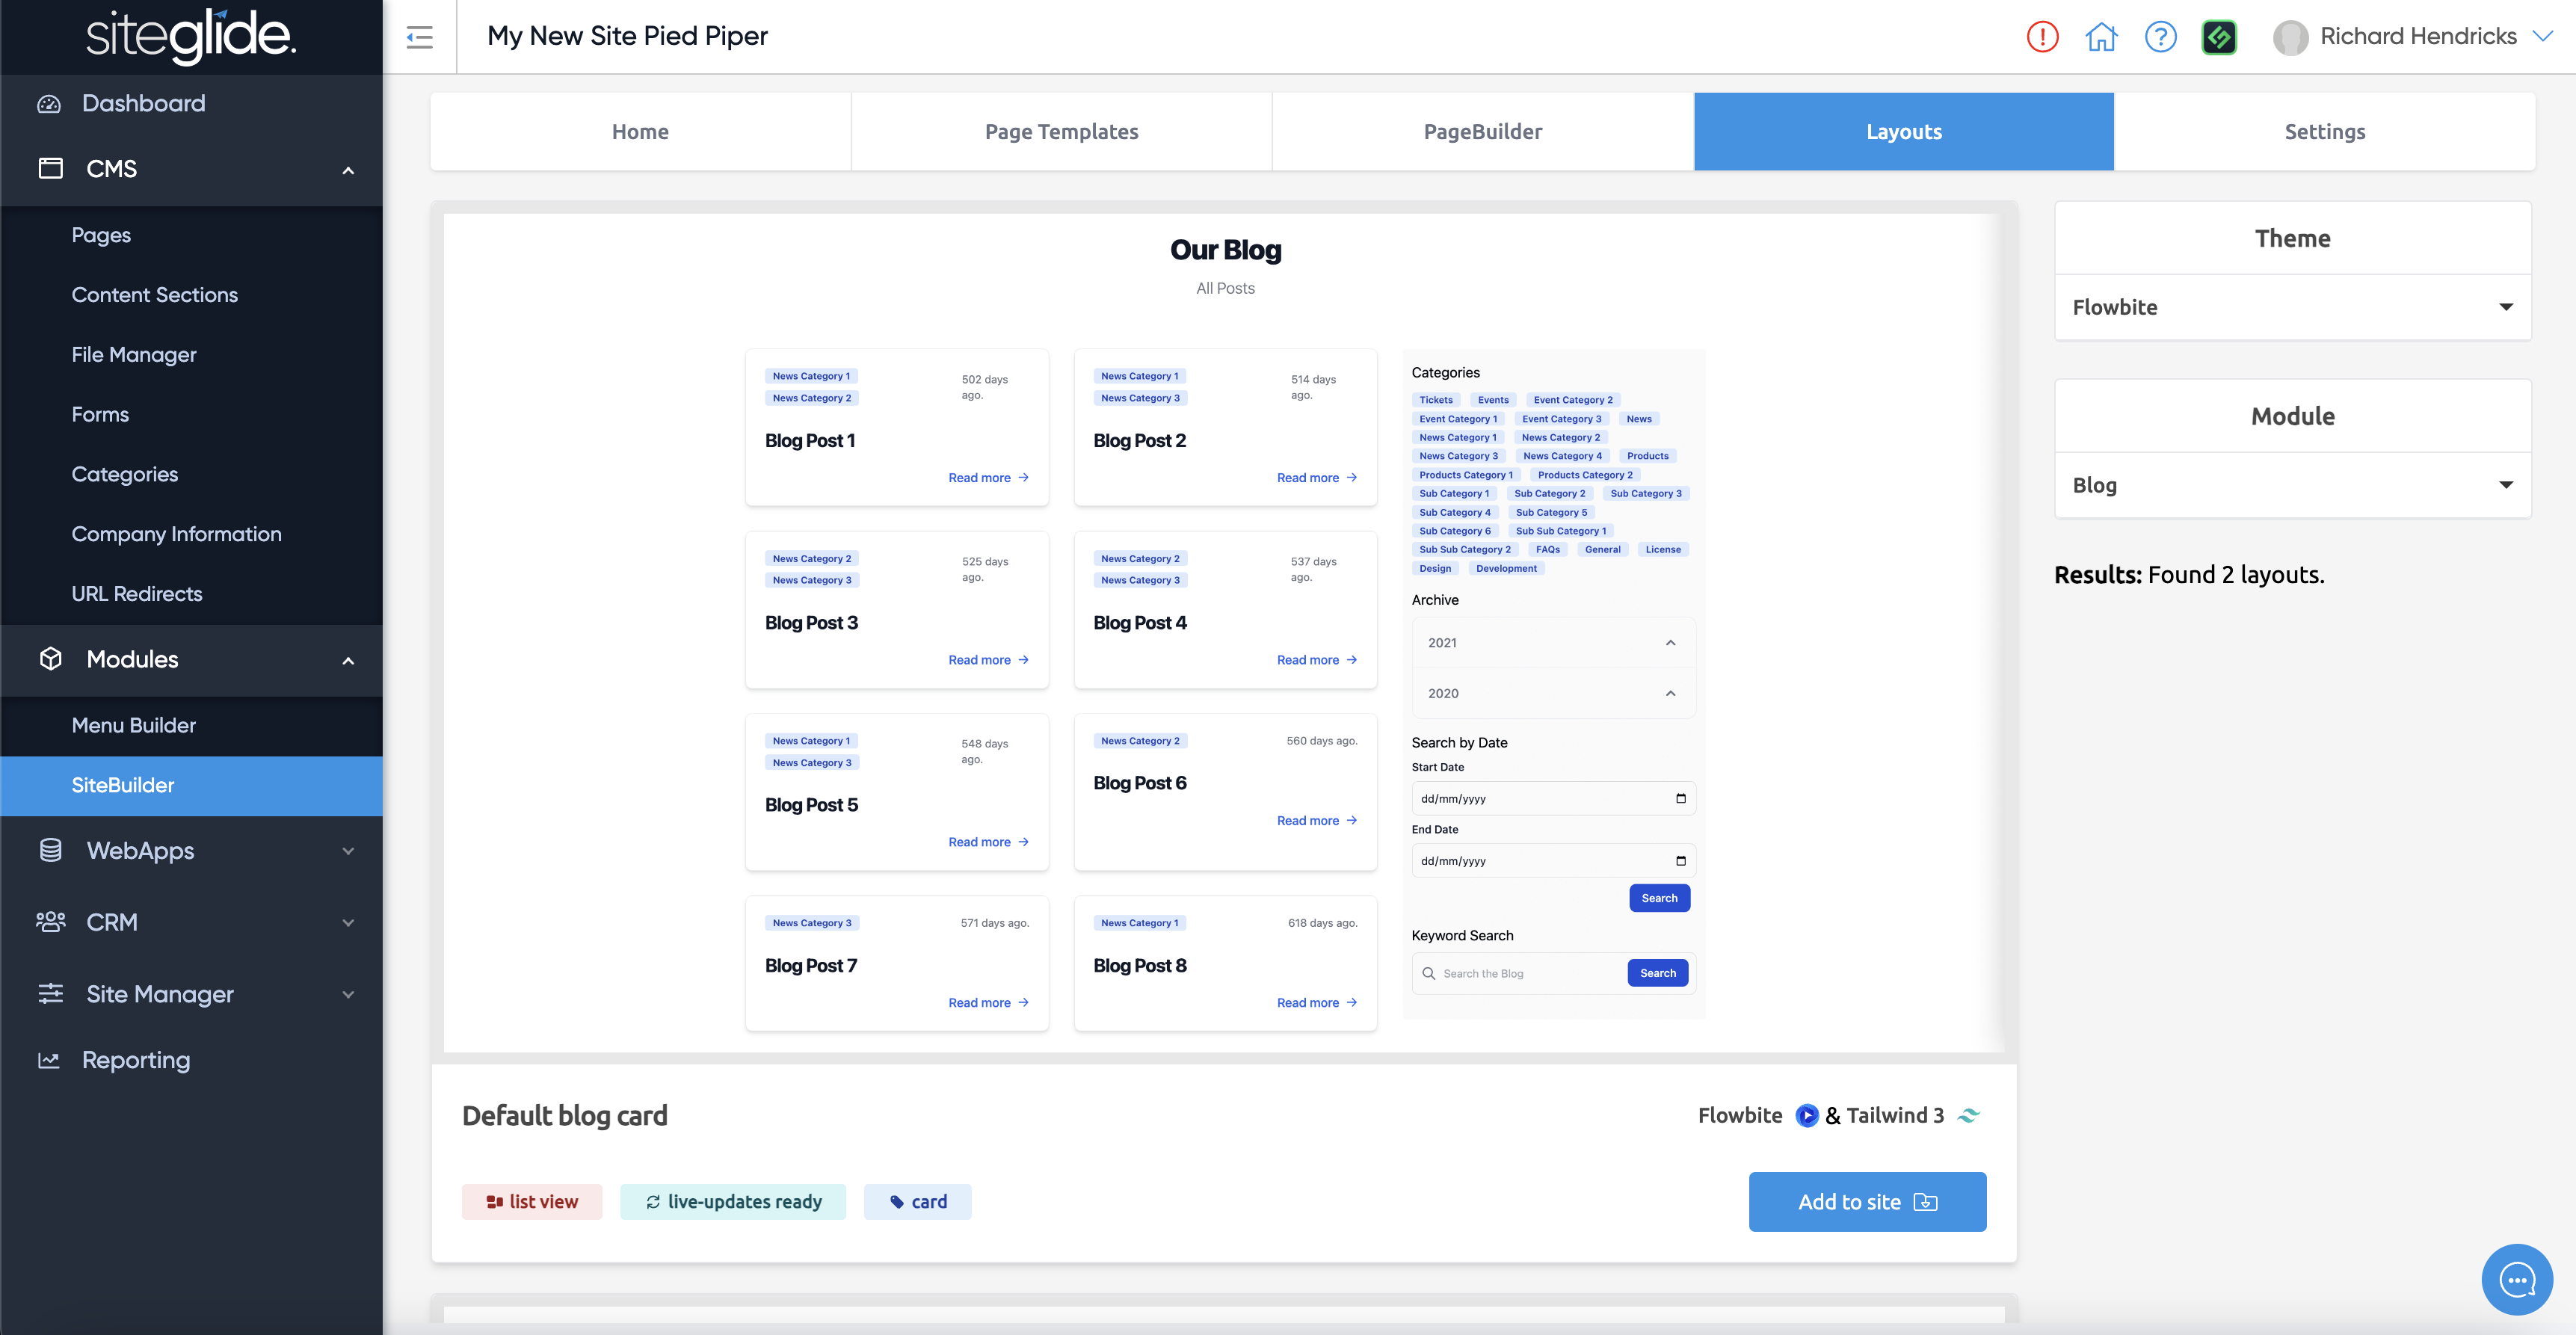 siteglide.
My New Site Pied Piper
Richard Hendricks
Dashboard
CMS
Pages
Content Sections
File Manager
Forms
Categories
Company Information
URL Redirects
Modules
Menu Builder
SiteBuilder
WebApps
CRM
Site Manager
Reporting
Home
Page Templates
PageBuilder
Layouts
Settings
Our Blog
All Posts
News Category 1
News Category 2
502 days
ago.
Blog Post 1
Read more
News Category 1
News Category 3
514 days
ago.
Blog Post 2
Read more
News Category 2
News Category 3
525 days
ago.
Blog Post 3
Read more
News Category 2
News Category 3
537 days
ago.
Blog Post 4
Read more
News Category 1
News Category 3
548 days
ago.
Blog Post 5
Read more
News Category 2
560 days ago.
Blog Post 6
Read more
News Category 3
571 days ago.
Blog Post 7
Read more
News Category 1
618 days ago.
Blog Post 8
Read more
Categories
Tickets Events Event Category 2
Event Category 1 Event Category 3 News
News Category 1 News Category 2
News Category 3 News Category 4 Products
Products Category 1 Products Category 2
Sub Category 1 Sub Category 2 Sub Category 3
Sub Category 4 Sub Category 5
Sub Category 6 Sub Sub Category 1
Sub Sub Category 2 FAQs General License
Design Development
Archive
2021
2020
Search by Date
Start Date
dd/mm/yyyy
End Date
dd/mm/yyyy
Search
Keyword Search
Search the Blog
Search
Default blog card
Flowbite & Tailwind 3
list view
live-updates ready
card
Add to site
Theme
Flowbite
Module
Blog
Results: Found 2 layouts.